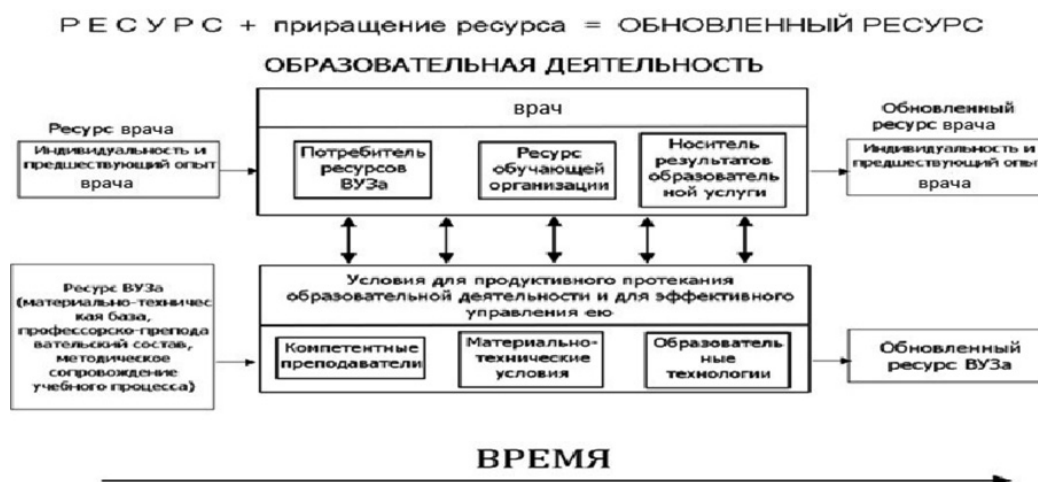 РЕСУРС + приращение ресурса = ОБНОВЛЕННЫЙ РЕСУРС
ОБРАЗОВАТЕЛЬНАЯ ДЕЯТЕЛЬНОСТЬ
врач
Ресурс врача
Индивидуальность и
предшествующий опыт
врача
Потребитель
ресурсов
ВУЗа
Ресурс
обучающей
организации
Носитель
результатов
образователь
ной услуги
Обновленный
ресурс врача
Индивидуальность и
предшествующий опыт
врача
Ресурс ВУЗа
(материально-техничес
кая база,
профессорско-препода
вательский состав,
методическое
сопровождение
учебного процесса)
Условия для продуктивного протекания
образовательной деятельности и для эффективного
управления ею
Компетентные
преподаватели
Материально-
технические
условия
Образователь
ные
технологии
Обновленный
ресурс ВУЗа
ВРЕМЯ